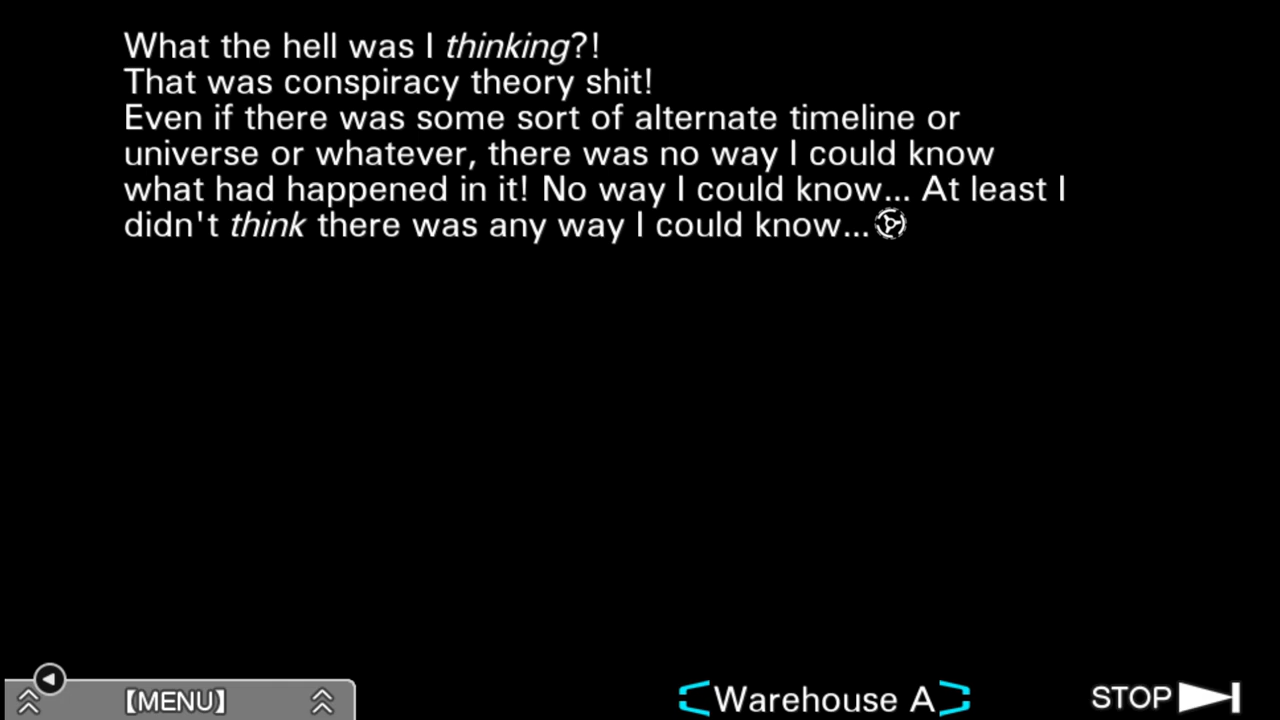 What the hell was I thinking?!
That was conspiracy theory shit!
Even if there was some sort of alternate timeline or
universe or whatever, there was no way I could know
what had happened in it! No way I could know... At least I
didn't think there was any way I could know...
【MENU】
Warehouse A
STOP